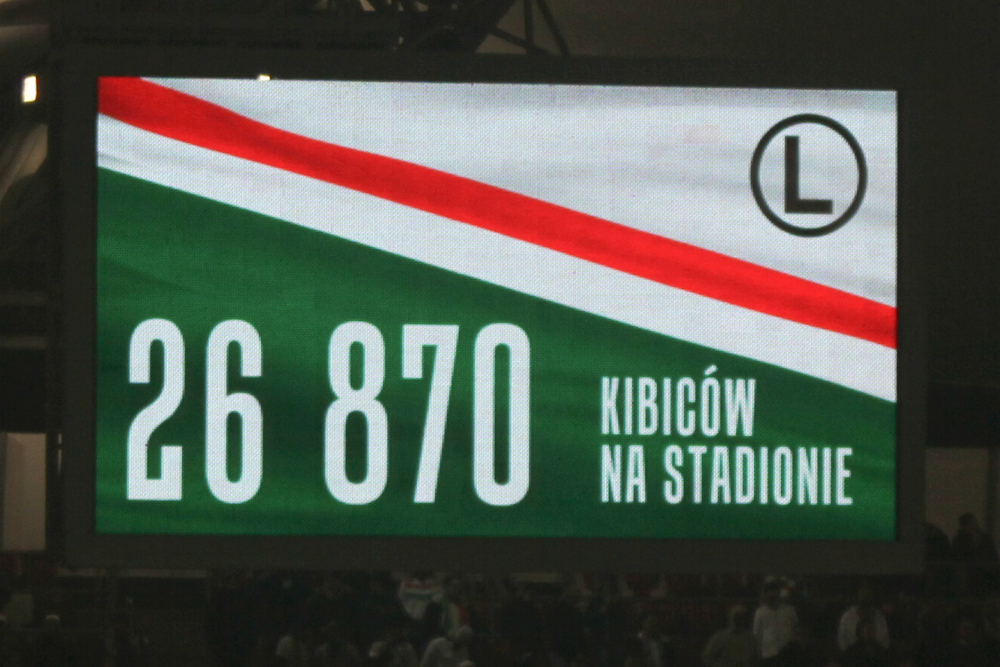 L
26 870
KIBICÓW
NA STADIONIE